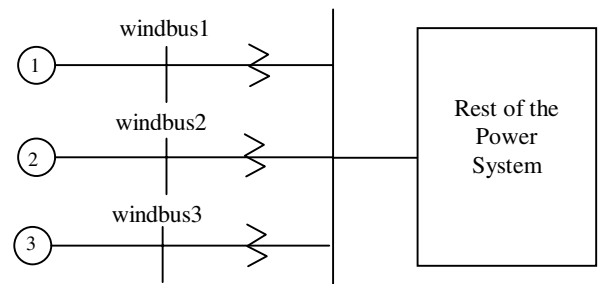 windbus1
1
windbus2
2
windbus3
3
Rest of the
Power
System